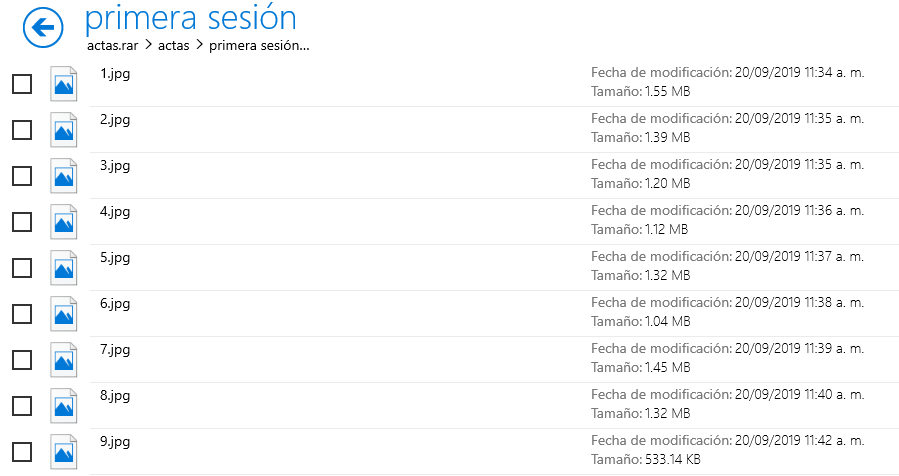 primera sesión
actas.rar > actas > primera sesión...
1.jpg
Fecha de modificación: 20/09/2019 11:34 a. m.
Tamaño: 1.55 MB
2.jpg
Fecha de modificación: 20/09/2019 11:35 a. m.
Tamaño: 1.39 MB
3.jpg
Fecha de modificación: 20/09/2019 11:35 a. m.
Tamaño: 1.20 MB
4.jpg
Fecha de modificación: 20/09/2019 11:36 a. m.
Tamaño: 1.12 MB
5.jpg
Fecha de modificación: 20/09/2019 11:37 a. m.
Tamaño: 1.32 MB
6.jpg
Fecha de modificación: 20/09/2019 11:38 a. m.
Tamaño: 1.04 MB
7.jpg
Fecha de modificación: 20/09/2019 11:39 a. m.
Tamaño: 1.45 MB
8.jpg
Fecha de modificación: 20/09/2019 11:40 a. m.
Tamaño: 1.32 MB
9.jpg
Fecha de modificación: 20/09/2019 11:42 a. m.
Tamaño: 533.14 KB